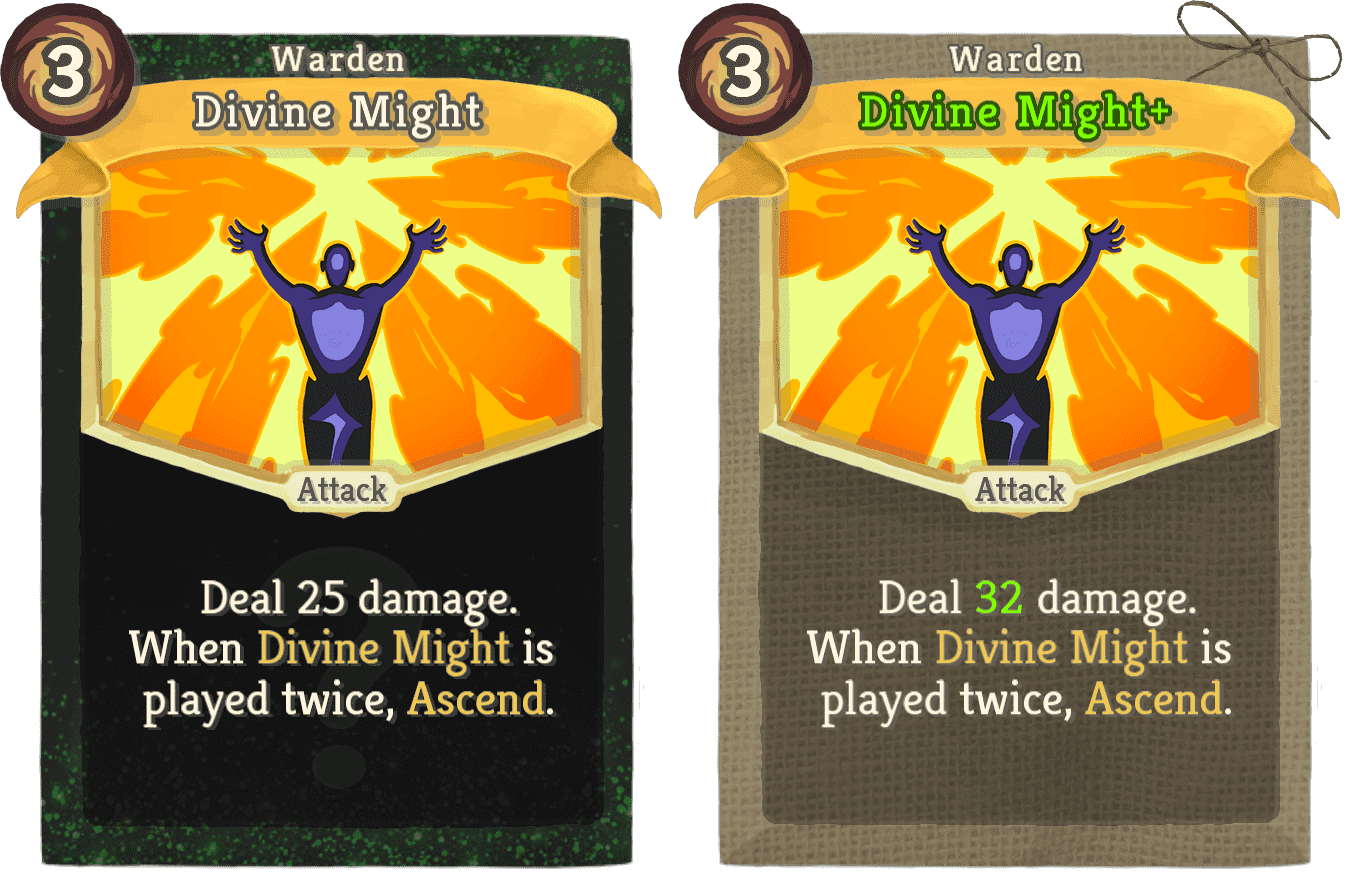 3
Warden
Divine Might
Attack
Deal 25 damage.
When Divine Might is
played twice, Ascend.
?
3
Warden
Divine Might+
Attack
Deal 32 damage.
When Divine Might is
played twice, Ascend.